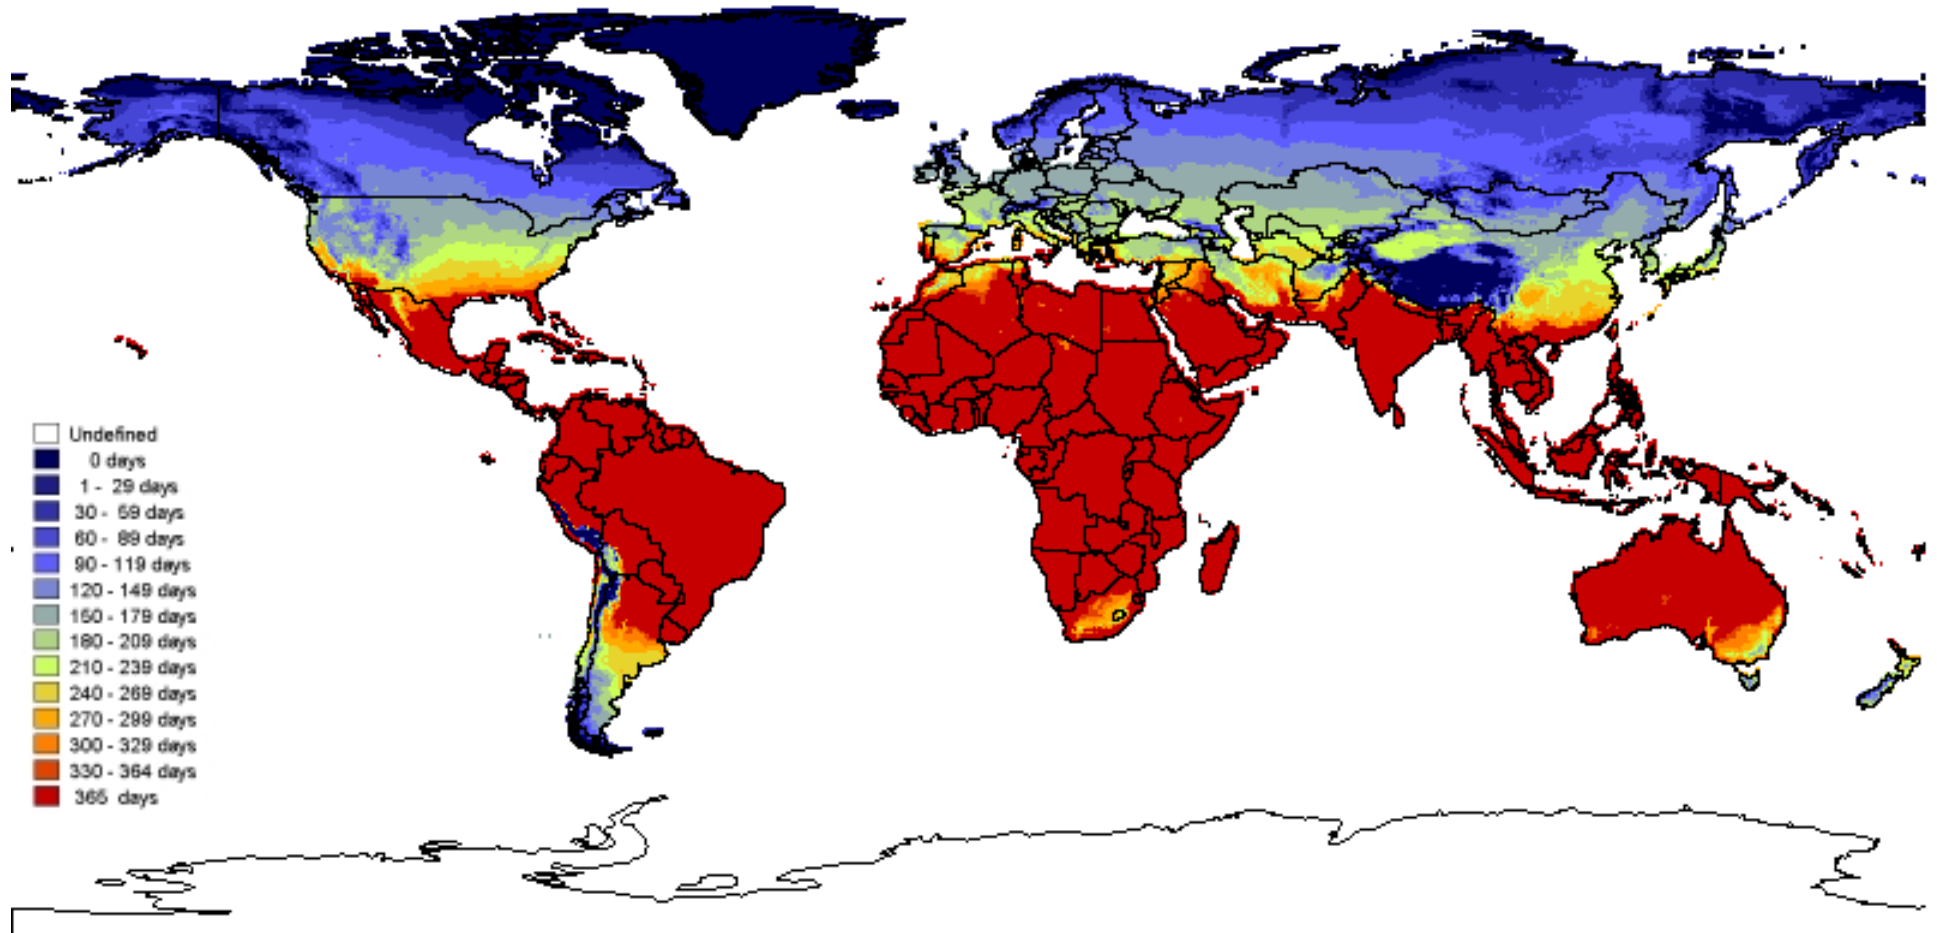 Undefined
0 days
1 - 29 days
30 - 59 days
60 - 89 days
90 - 119 days
120 - 149 days
150 - 179 days
180 - 209 days
210 - 239 days
240 - 269 days
270 - 299 days
300 - 329 days
330 - 364 days
365 days